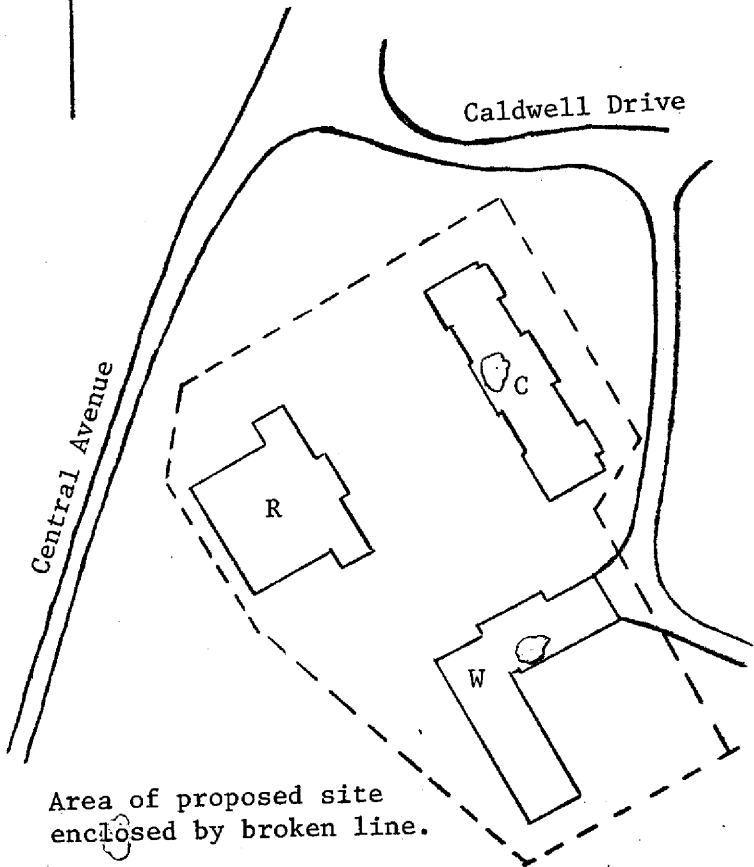 Caldwell Drive
Central Avenue
C
R
W
Area of proposed site
enclosed by broken line.